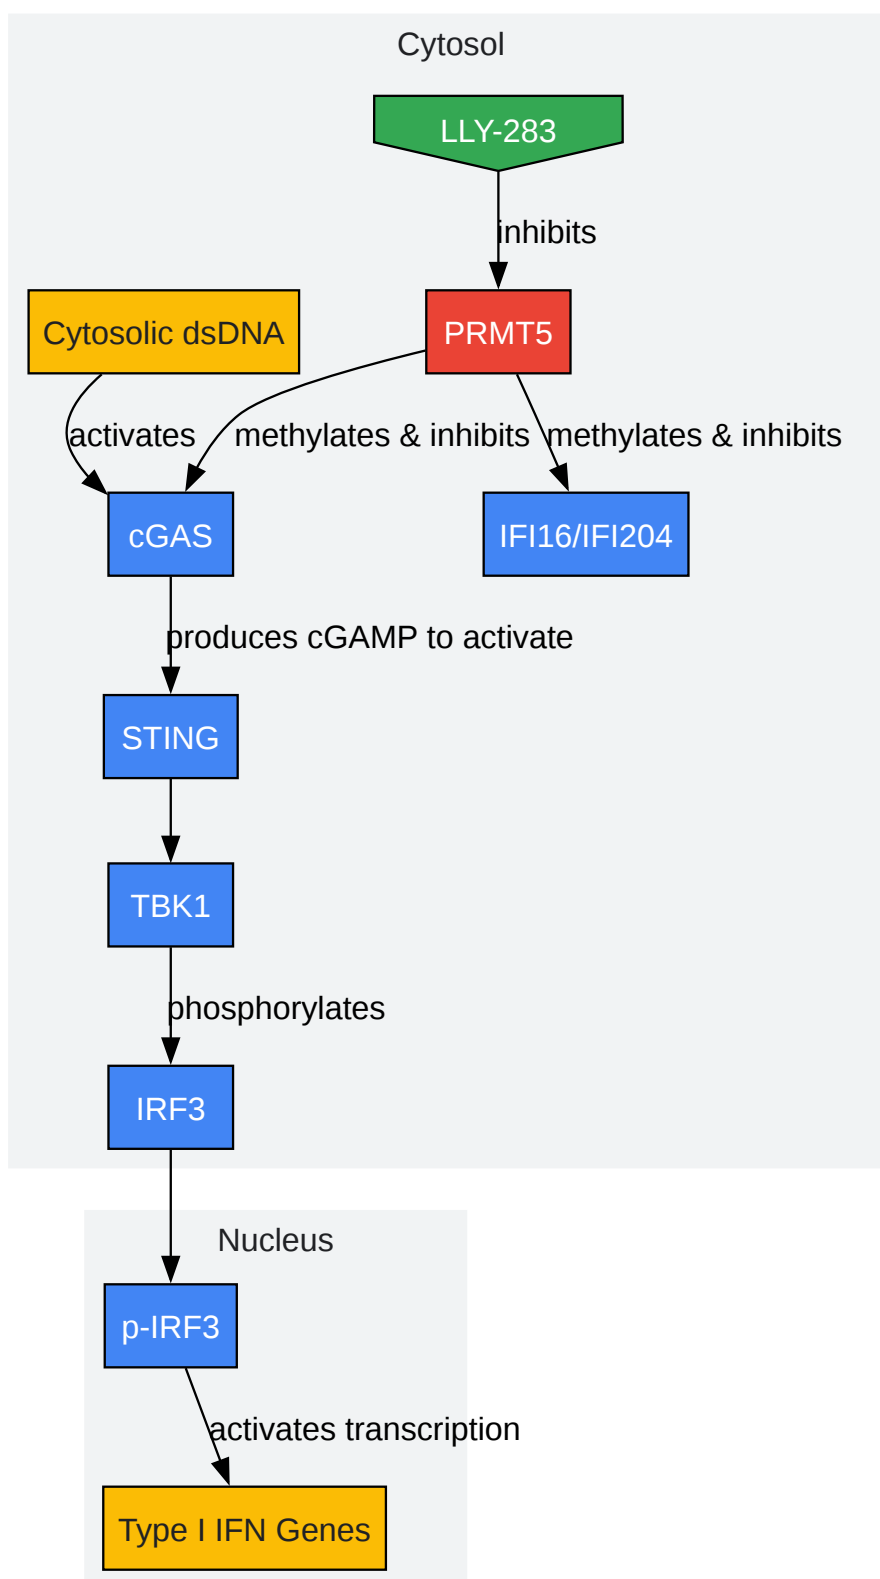 Cytosol
LLY-283
inhibits
Cytosolic dsDNA
PRMT5
activates
methylates & inhibits
methylates & inhibits
cGAS
IFI16/IFI204
produces cGAMP to activate
STING
TBK1
phosphorylates
IRF3
Nucleus
p-IRF3
activates transcription
Type I IFN Genes